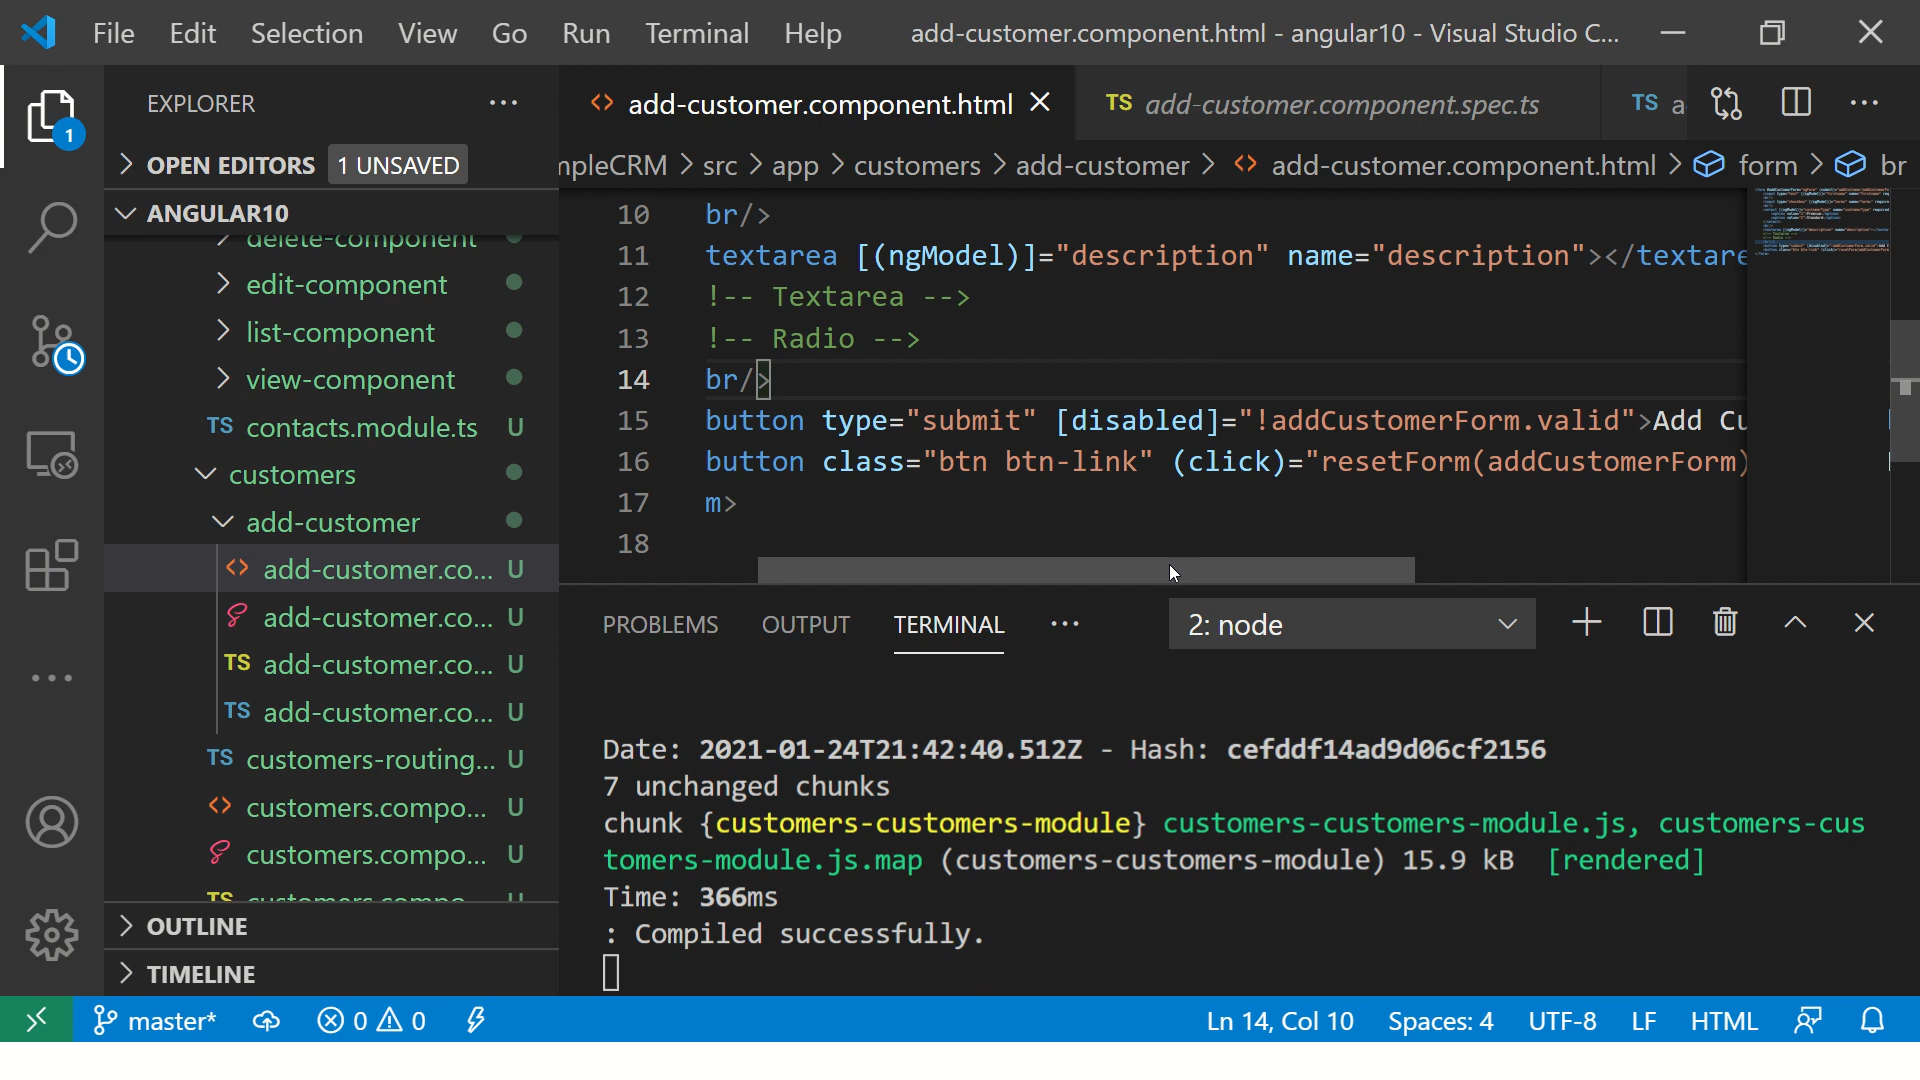 File Edit Selection View Go Run Terminal Help add-customer.component.html - angular10 - Visual Studio C...
EXPLORER
1
OPEN EDITORS 1 UNSAVED
ANGULAR10
delete-component
edit-component
list-component
view-component
TS contacts.module.ts U
customers
add-customer
<> add-customer.co... U
add-customer.co... U
TS add-customer.co... U
TS add-customer.co... U
TS customers-routing... U
<> customers.compo... U
customers.compo... U
TS customers.compo... U
OUTLINE
TIMELINE
<> add-customer.component.html TS add-customer.component.spec.ts TS a
mpleCRM > src > app > customers > add-customer > <> add-customer.component.html > form > br
10 br/>
11 textarea [(ngModel)]="description" name="description"></textare
12 !-- Textarea -->
13 !-- Radio -->
14 br/>
15 button type="submit" [disabled]="!addCustomerForm.valid">Add Cu
16 button class="btn btn-link" (click)="resetForm(addCustomerForm)
17 m>
18
PROBLEMS OUTPUT TERMINAL 2: node
Date: 2021-01-24T21:42:40.512Z - Hash: cefddf14ad9d06cf2156
7 unchanged chunks
chunk {customers-customers-module} customers-customers-module.js, customers-cus
tomers-module.js.map (customers-customers-module) 15.9 kB [rendered]
Time: 366ms
: Compiled successfully.
master* 0 0 Ln 14, Col 10 Spaces: 4 UTF-8 LF HTML